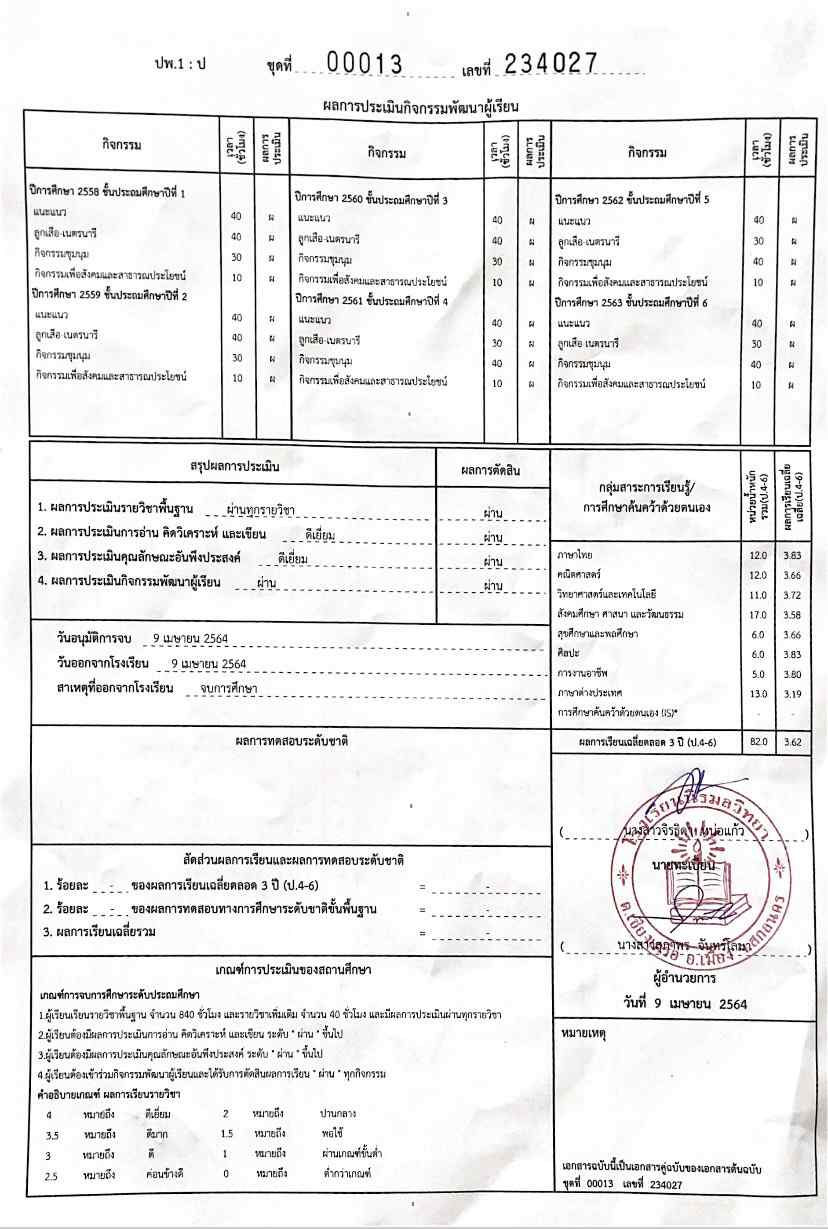 ปพ.1 : ป ชุดที่ 00013 เลขที่ 234027
ผลการประเมินกิจกรรมพัฒนาผู้เรียน
กิจกรรม เวลา (ชั่วโมง) ผลการประเมิน กิจกรรม เวลา (ชั่วโมง) ผลการประเมิน กิจกรรม เวลา (ชั่วโมง) ผลการประเมิน
ปีการศึกษา 2558 ชั้นประถมศึกษาปีที่ 1
แนะแนว 40 ผ
ลูกเสือ-เนตรนารี 40 ผ
กิจกรรมชุมนุม 30 ผ
กิจกรรมเพื่อสังคมและสาธารณประโยชน์ 10 ผ
ปีการศึกษา 2559 ชั้นประถมศึกษาปีที่ 2
แนะแนว 40 ผ
ลูกเสือ-เนตรนารี 40 ผ
กิจกรรมชุมนุม 30 ผ
กิจกรรมเพื่อสังคมและสาธารณประโยชน์ 10 ผ
ปีการศึกษา 2560 ชั้นประถมศึกษาปีที่ 3
แนะแนว 40 ผ
ลูกเสือ-เนตรนารี 40 ผ
กิจกรรมชุมนุม 30 ผ
กิจกรรมเพื่อสังคมและสาธารณประโยชน์ 10 ผ
ปีการศึกษา 2561 ชั้นประถมศึกษาปีที่ 4
แนะแนว 40 ผ
ลูกเสือ-เนตรนารี 30 ผ
กิจกรรมชุมนุม 40 ผ
กิจกรรมเพื่อสังคมและสาธารณประโยชน์ 10 ผ
ปีการศึกษา 2562 ชั้นประถมศึกษาปีที่ 5
แนะแนว 40 ผ
ลูกเสือ-เนตรนารี 30 ผ
กิจกรรมชุมนุม 40 ผ
กิจกรรมเพื่อสังคมและสาธารณประโยชน์ 10 ผ
ปีการศึกษา 2563 ชั้นประถมศึกษาปีที่ 6
แนะแนว 40 ผ
ลูกเสือ-เนตรนารี 30 ผ
กิจกรรมชุมนุม 40 ผ
กิจกรรมเพื่อสังคมและสาธารณประโยชน์ 10 ผ
สรุปผลการประเมิน ผลการตัดสิน
1. ผลการประเมินรายวิชาพื้นฐาน ผ่านทุกรายวิชา ผ่าน
2. ผลการประเมินการอ่าน คิดวิเคราะห์ และเขียน ดีเยี่ยม ผ่าน
3. ผลการประเมินคุณลักษณะอันพึงประสงค์ ดีเยี่ยม ผ่าน
4. ผลการประเมินกิจกรรมพัฒนาผู้เรียน ผ่าน ผ่าน
วันอนุมัติการจบ 9 เมษายน 2564
วันออกจากโรงเรียน 9 เมษายน 2564
สาเหตุที่ออกจากโรงเรียน จบการศึกษา
ผลการทดสอบระดับชาติ
สัดส่วนผลการเรียนและผลการทดสอบระดับชาติ
1. ร้อยละ - ของผลการเรียนเฉลี่ยตลอด 3 ปี (ป.4-6) = -
2. ร้อยละ - ของผลการทดสอบทางการศึกษาระดับชาติขั้นพื้นฐาน = -
3. ผลการเรียนเฉลี่ยรวม = -
เกณฑ์การประเมินของสถานศึกษา
เกณฑ์การจบการศึกษาระดับประถมศึกษา
1.ผู้เรียนเรียนรายวิชาพื้นฐาน จำนวน 840 ชั่วโมง และรายวิชาเพิ่มเติม จำนวน 40 ชั่วโมง และมีผลการประเมินผ่านทุกรายวิชา
2.ผู้เรียนต้องมีผลการประเมินการอ่าน คิดวิเคราะห์ และเขียน ระดับ " ผ่าน " ขึ้นไป
3.ผู้เรียนต้องมีผลการประเมินคุณลักษณะอันพึงประสงค์ ระดับ " ผ่าน " ขึ้นไป
4.ผู้เรียนต้องเข้าร่วมกิจกรรมพัฒนาผู้เรียนและได้รับการตัดสินผลการเรียน " ผ่าน " ทุกกิจกรรม
คำอธิบายเกณฑ์ ผลการเรียนรายวิชา
4 หมายถึง ดีเยี่ยม 2 หมายถึง ปานกลาง
3.5 หมายถึง ดีมาก 1.5 หมายถึง พอใช้
3 หมายถึง ดี 1 หมายถึง ผ่านเกณฑ์ขั้นต่ำ
2.5 หมายถึง ค่อนข้างดี 0 หมายถึง ต่ำกว่าเกณฑ์
กลุ่มสาระการเรียนรู้/ หน่วยน้ำหนักรวม(ป.4-6) ผลการเรียนเฉลี่ยเฉลี่ย(ป.4-6)
การศึกษาค้นคว้าด้วยตนเอง
ภาษาไทย 12.0 3.83
คณิตศาสตร์ 12.0 3.66
วิทยาศาสตร์และเทคโนโลยี 11.0 3.72
สังคมศึกษา ศาสนา และวัฒนธรรม 17.0 3.58
สุขศึกษาและพลศึกษา 6.0 3.66
ศิลปะ 6.0 3.83
การงานอาชีพ 5.0 3.80
ภาษาต่างประเทศ 13.0 3.19
การศึกษาค้นคว้าด้วยตนเอง (IS)* - -
ผลการเรียนเฉลี่ยตลอด 3 ปี (ป.4-6) 82.0 3.62
โรงเรียนนิรมลวิทยา
(นางสาวจิรฐิตา หน่อแก้ว)
นายทะเบียน
(นางสาวสุภาพร จันทร์โลมา)
อ.เมือง จ.สกลนคร
ผู้อำนวยการ
วันที่ 9 เมษายน 2564
หมายเหตุ
เอกสารฉบับนี้เป็นเอกสารคู่ฉบับของเอกสารต้นฉบับ
ชุดที่ 00013 เลขที่ 234027